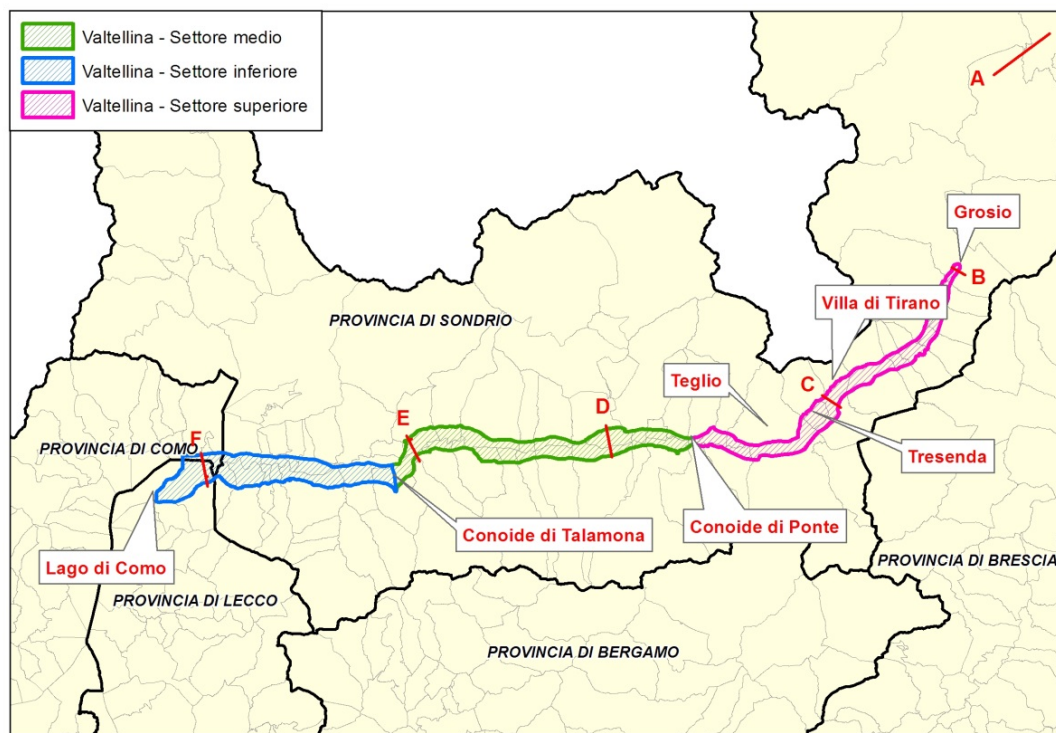 Valtellina - Settore medio
Valtellina - Settore inferiore
Valtellina - Settore superiore
A
Grosio
B
Villa di Tirano
PROVINCIA DI SONDRIO
Teglio
C
D
E
F
PROVINCIA DI COMO
Tresenda
Conoide di Ponte
Conoide di Talamona
Lago di Como
PROVINCIA DI BRESCIA
PROVINCIA DI LECCO
PROVINCIA DI BERGAMO